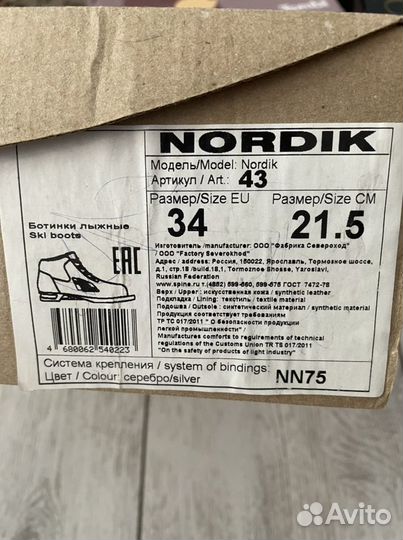 NORDIK
Модель/Model: Nordik
Артикул / Art.: 43
Размер/Size EU Размер/Size CM
34 21.5
Ботинки лыжные
Ski boots
EAC
Изготовитель /manufacturer: ООО "Фабрика Североход"
/ OOO "Factory Severokhod"
Адрес / address: Россия, 150022, Ярославль, Тормозное шоссе,
д.1, стр.18 /build.18,1, Tormoznoe Shosse, Yaroslavl,
Russian Federation
www.spine.ru т.(4852) 599-660, 599-675 ГОСТ 7472-78
Верх / Upper : искусственная кожа / synthetic leather
Подкладка / Lining: текстиль / textile material
Подошва / Outsole : синтетический материал / synthetic material
Продукция соответствует требованиям
ТР ТС 017/2011 " О безопасности продукции
легкой промышленности" /
Manufactures comforts to requirements of technical
regulations of the Customs Union TR TS 017/2011
"On the safety of products of light industry"
4 680062 540223
Система крепления / system of bindings:
NN75
Цвет / Colour: серебро/silver
Avito